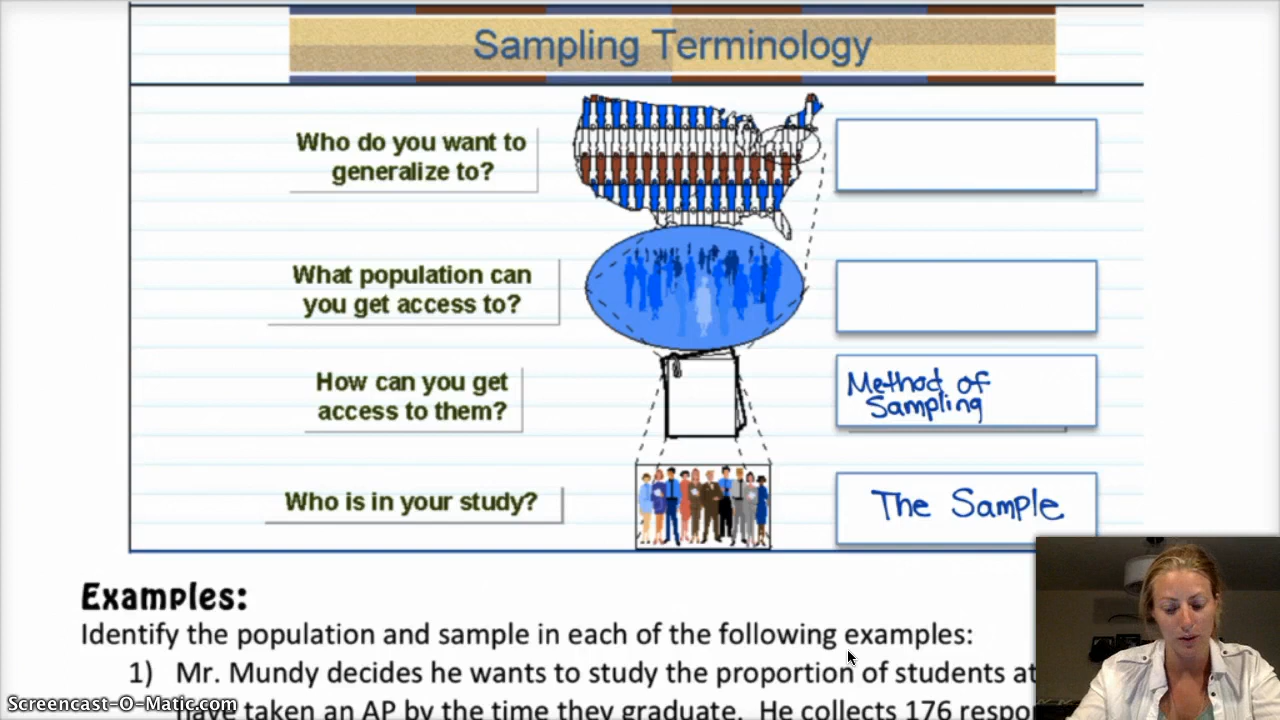 Sampling Terminology
Who do you want to
generalize to?
What population can
you get access to?
How can you get
access to them?
Method of
Sampling
Who is in your study?
The Sample
Examples:
Identify the population and sample in each of the following examples:
1) Mr. Mundy decides he wants to study the proportion of students at
have taken an AP by the time they graduate. He collects 176 respo
Screencast-O-Matic.com